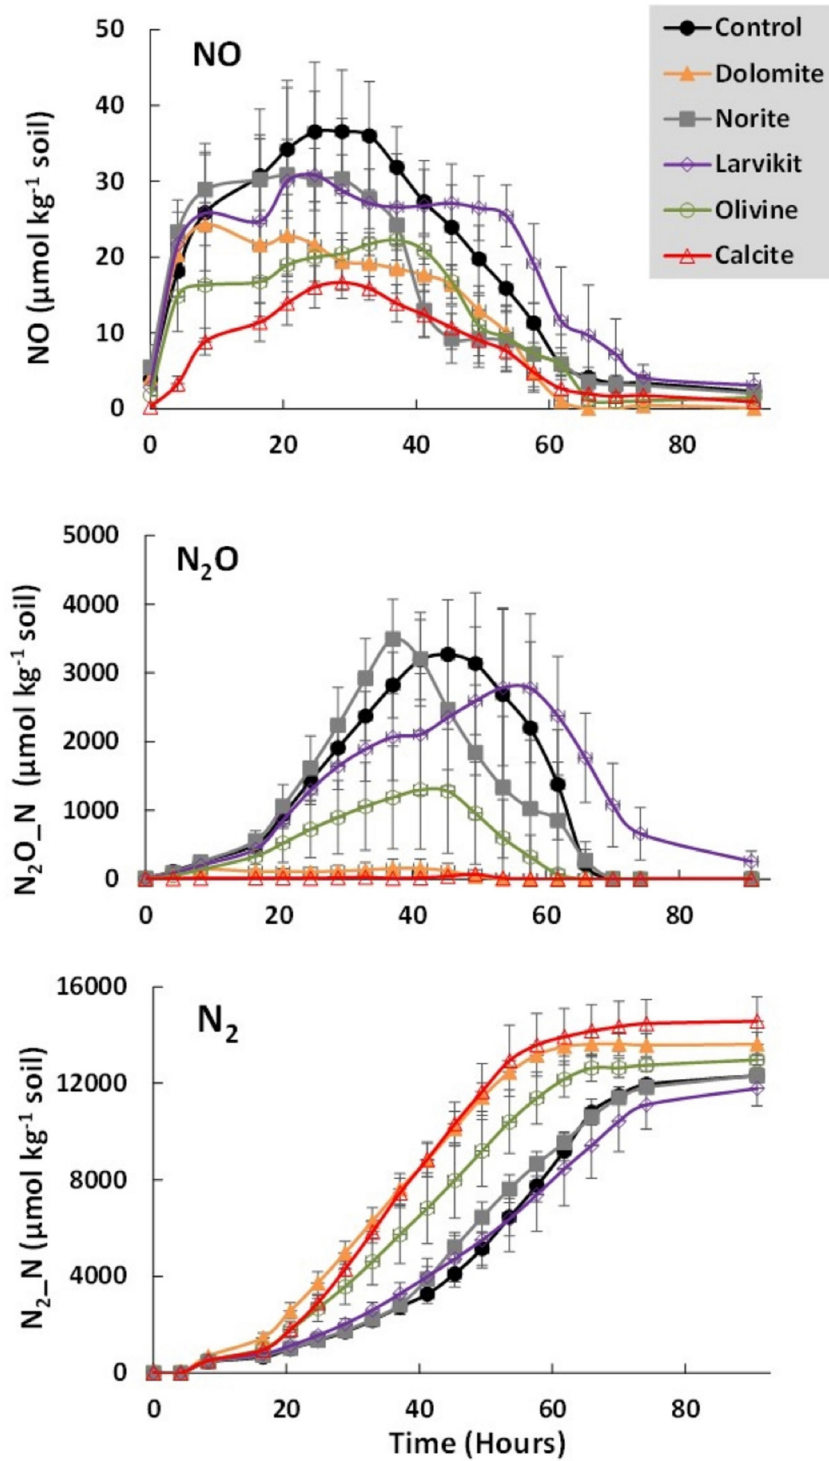 NO
Control
Dolomite
Norite
Larvikit
Olivine
Calcite
NO (µmol kg⁻¹ soil)
50
40
30
20
10
0
0 20 40 60 80
N₂O
N₂O_N (µmol kg⁻¹ soil)
5000
4000
3000
2000
1000
0
0 20 40 60 80
N₂
N₂_N (µmol kg⁻¹ soil)
16000
12000
8000
4000
0
0 20 40 60 80
Time (Hours)